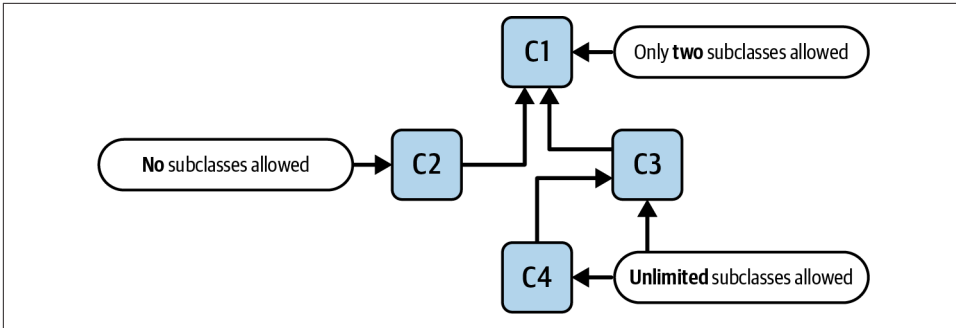 C1
Only two subclasses allowed
No subclasses allowed
C2
C3
C4
Unlimited subclasses allowed